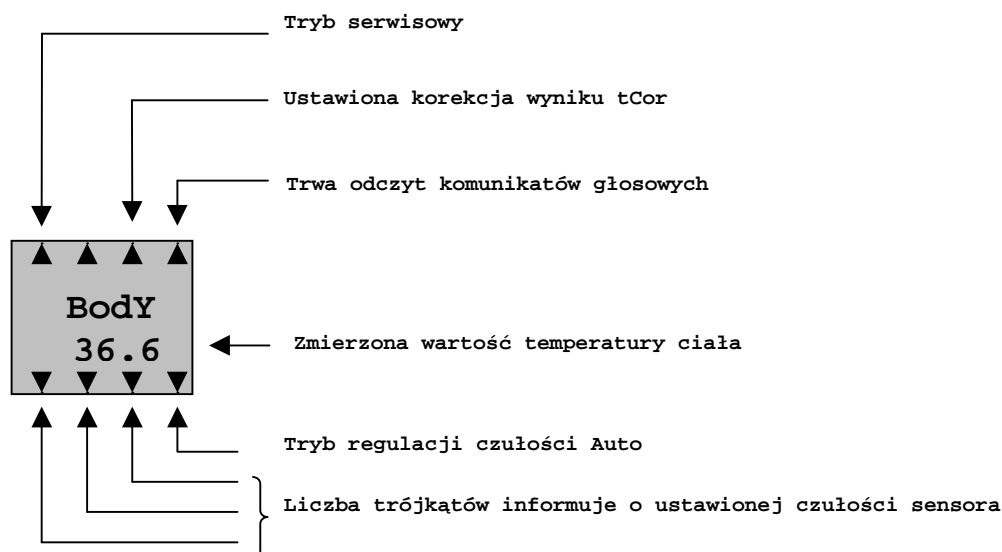 Tryb serwisowy
Ustawiona korekcja wyniku tCor
Trwa odczyt komunikatów głosowych
BodY
36.6
Zmierzona wartość temperatury ciała
Tryb regulacji czułości Auto
Liczba trójkątów informuje o ustawionej czułości sensora